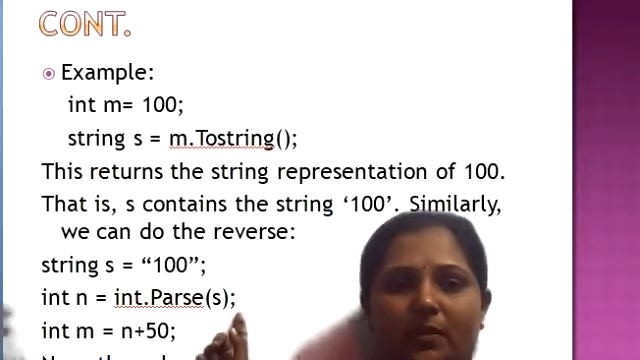 CONT.
Example:
int m= 100;
string s = m.Tostring();
This returns the string representation of 100.
That is, s contains the string ‘100’. Similarly,
we can do the reverse:
string s = “100”;
int n = int.Parse(s);
int m = n+50;